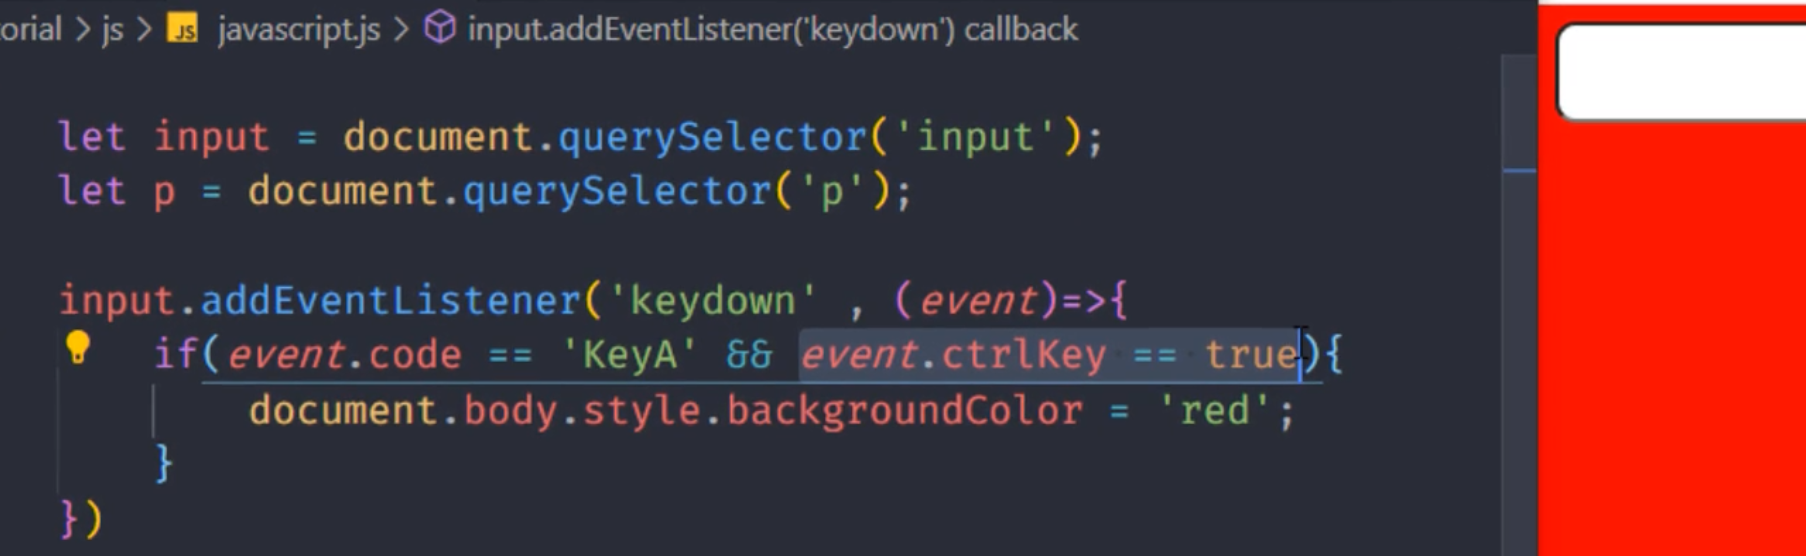 orial > js > JS javascript.js > input.addEventListener('keydown') callback
let input = document.querySelector('input');
let p = document.querySelector('p');
input.addEventListener('keydown' , (event)=>{
if(event.code == 'KeyA' && event.ctrlKey == true){
document.body.style.backgroundColor = 'red';
}
})